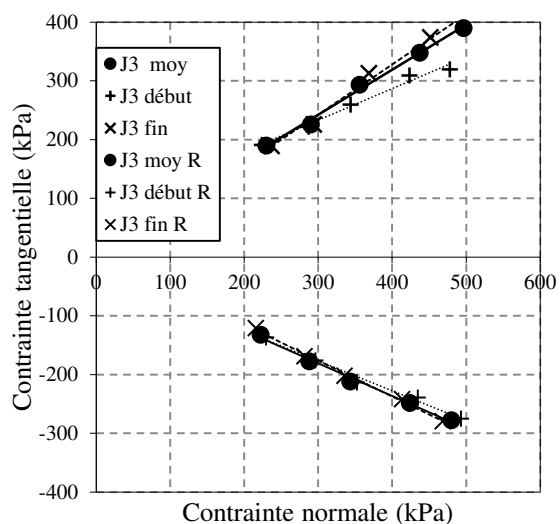 400
300
200
100
0
-100
-200
-300
-400
0
100
200
300
400
500
600
J3 moy
J3 début
J3 fin
J3 moy R
J3 début R
J3 fin R
Contrainte tangentielle (kPa)
Contrainte normale (kPa)